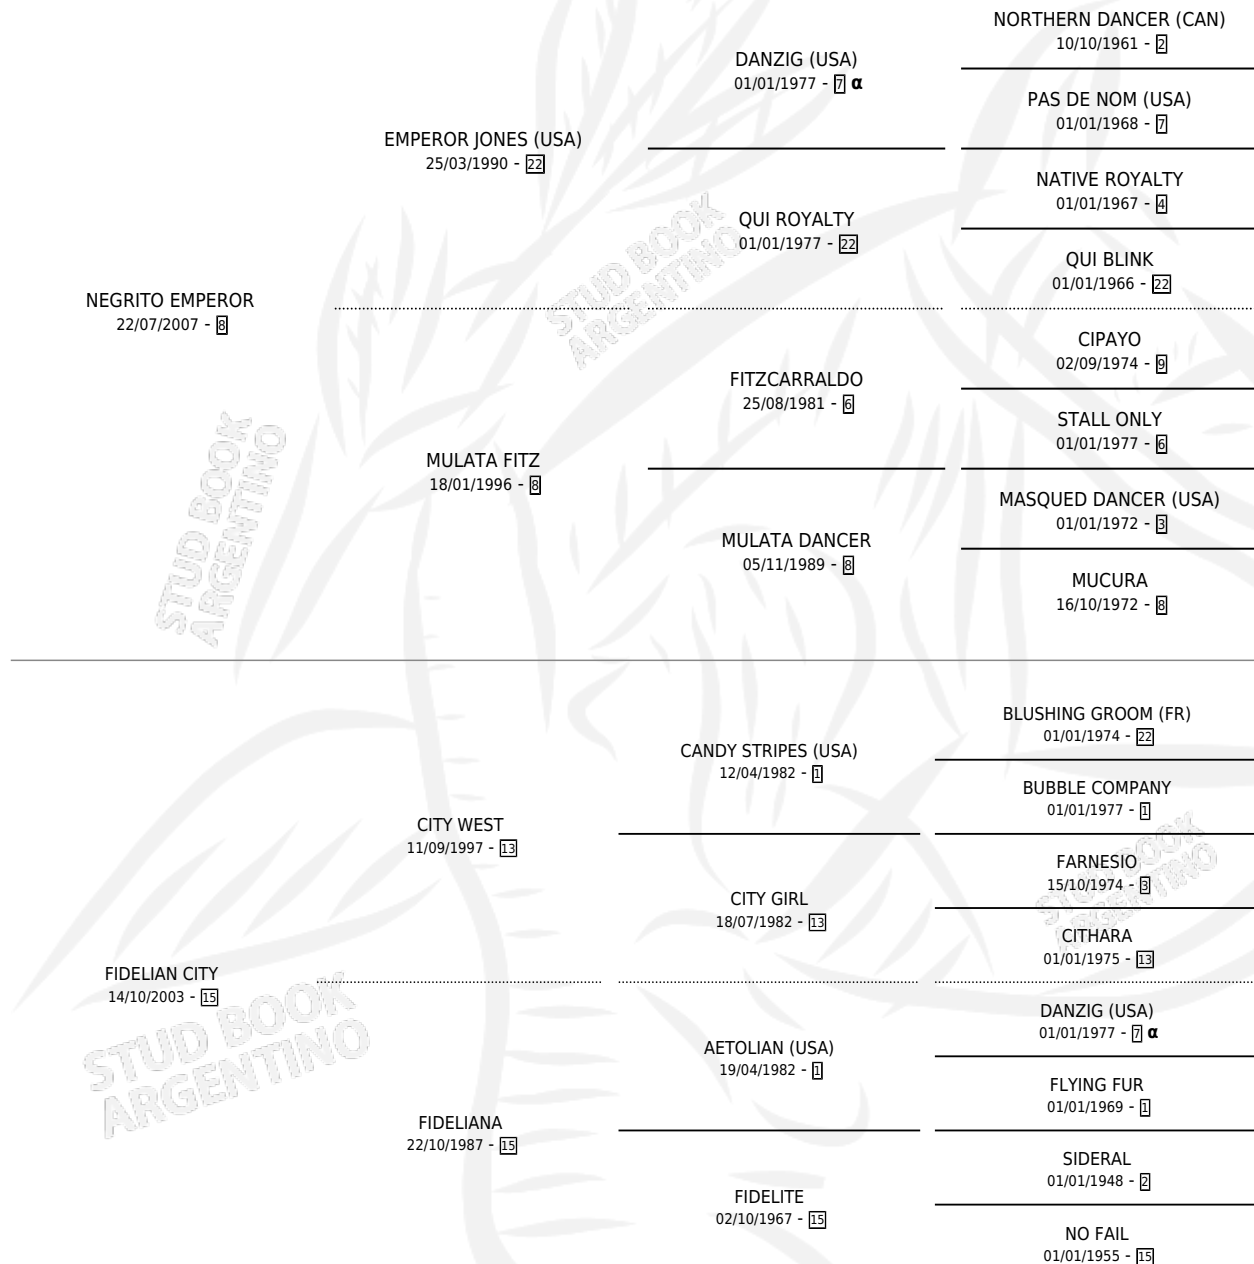 NORTHERN DANCER (CAN)
10/10/1961 - 2
DANZIG (USA)
01/01/1977 - 7 α
PAS DE NOM (USA)
01/01/1968 - 7
EMPEROR JONES (USA)
25/03/1990 - 22
NATIVE ROYALTY
01/01/1967 - 4
QUI ROYALTY
01/01/1977 - 22
QUI BLINK
01/01/1966 - 22
NEGRITO EMPEROR
22/07/2007 - 8
CIPAYO
02/09/1974 - 9
FITZCARRALDO
25/08/1981 - 6
STALL ONLY
01/01/1977 - 6
MULATA FITZ
18/01/1996 - 8
MASQUED DANCER (USA)
01/01/1972 - 3
MULATA DANCER
05/11/1989 - 8
MUCURA
16/10/1972 - 8
BLUSHING GROOM (FR)
01/01/1974 - 22
CANDY STRIPES (USA)
12/04/1982 - 1
BUBBLE COMPANY
01/01/1977 - 1
CITY WEST
11/09/1997 - 13
FARNESIO
15/10/1974 - 3
CITY GIRL
18/07/1982 - 13
CITHARA
01/01/1975 - 13
FIDELIAN CITY
14/10/2003 - 15
DANZIG (USA)
01/01/1977 - 7 α
AETOLIAN (USA)
19/04/1982 - 1
FLYING FUR
01/01/1969 - 1
FIDELIANA
22/10/1987 - 15
SIDERAL
01/01/1948 - 2
FIDELITE
02/10/1967 - 15
NO FAIL
01/01/1955 - 15
STUD BOOK
ARGENTINO
STUD BOOK
ARGENTINO
STUD BOOK
ARGENTINO
STUD BOOK
ARGENTINO